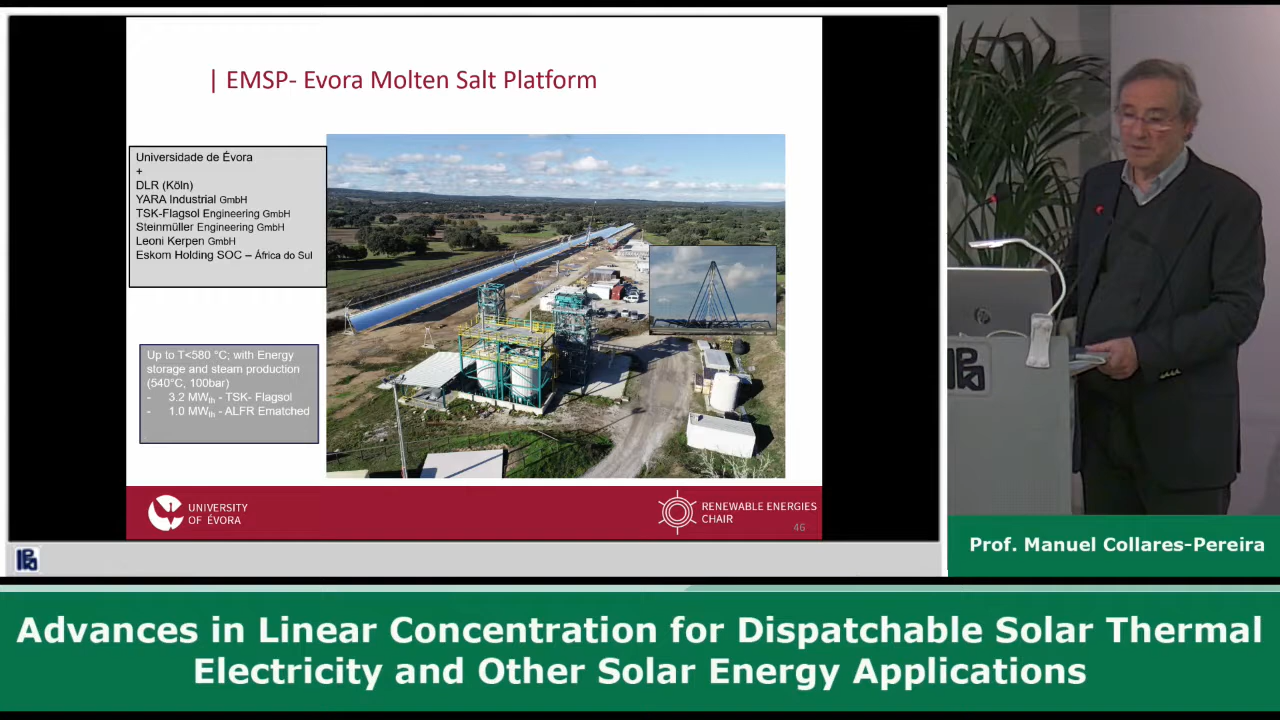 | EMSP- Evora Molten Salt Platform
Universidade de Évora
+
DLR (Köln)
YARA Industrial GmbH
TSK-Flagsol Engineering GmbH
Steinmüller Engineering GmbH
Leoni Kerpen GmbH
Eskom Holding SOC – África do Sul
Up to T<580 °C; with Energy
storage and steam production
(540°C, 100bar)
- 3.2 MWth - TSK- Flagsol
- 1.0 MWth - ALFR Ematched
UNIVERSITY
OF ÉVORA
RENEWABLE ENERGIES
CHAIR
46
Prof. Manuel Collares-Pereira
Advances in Linear Concentration for Dispatchable Solar Thermal
Electricity and Other Solar Energy Applications